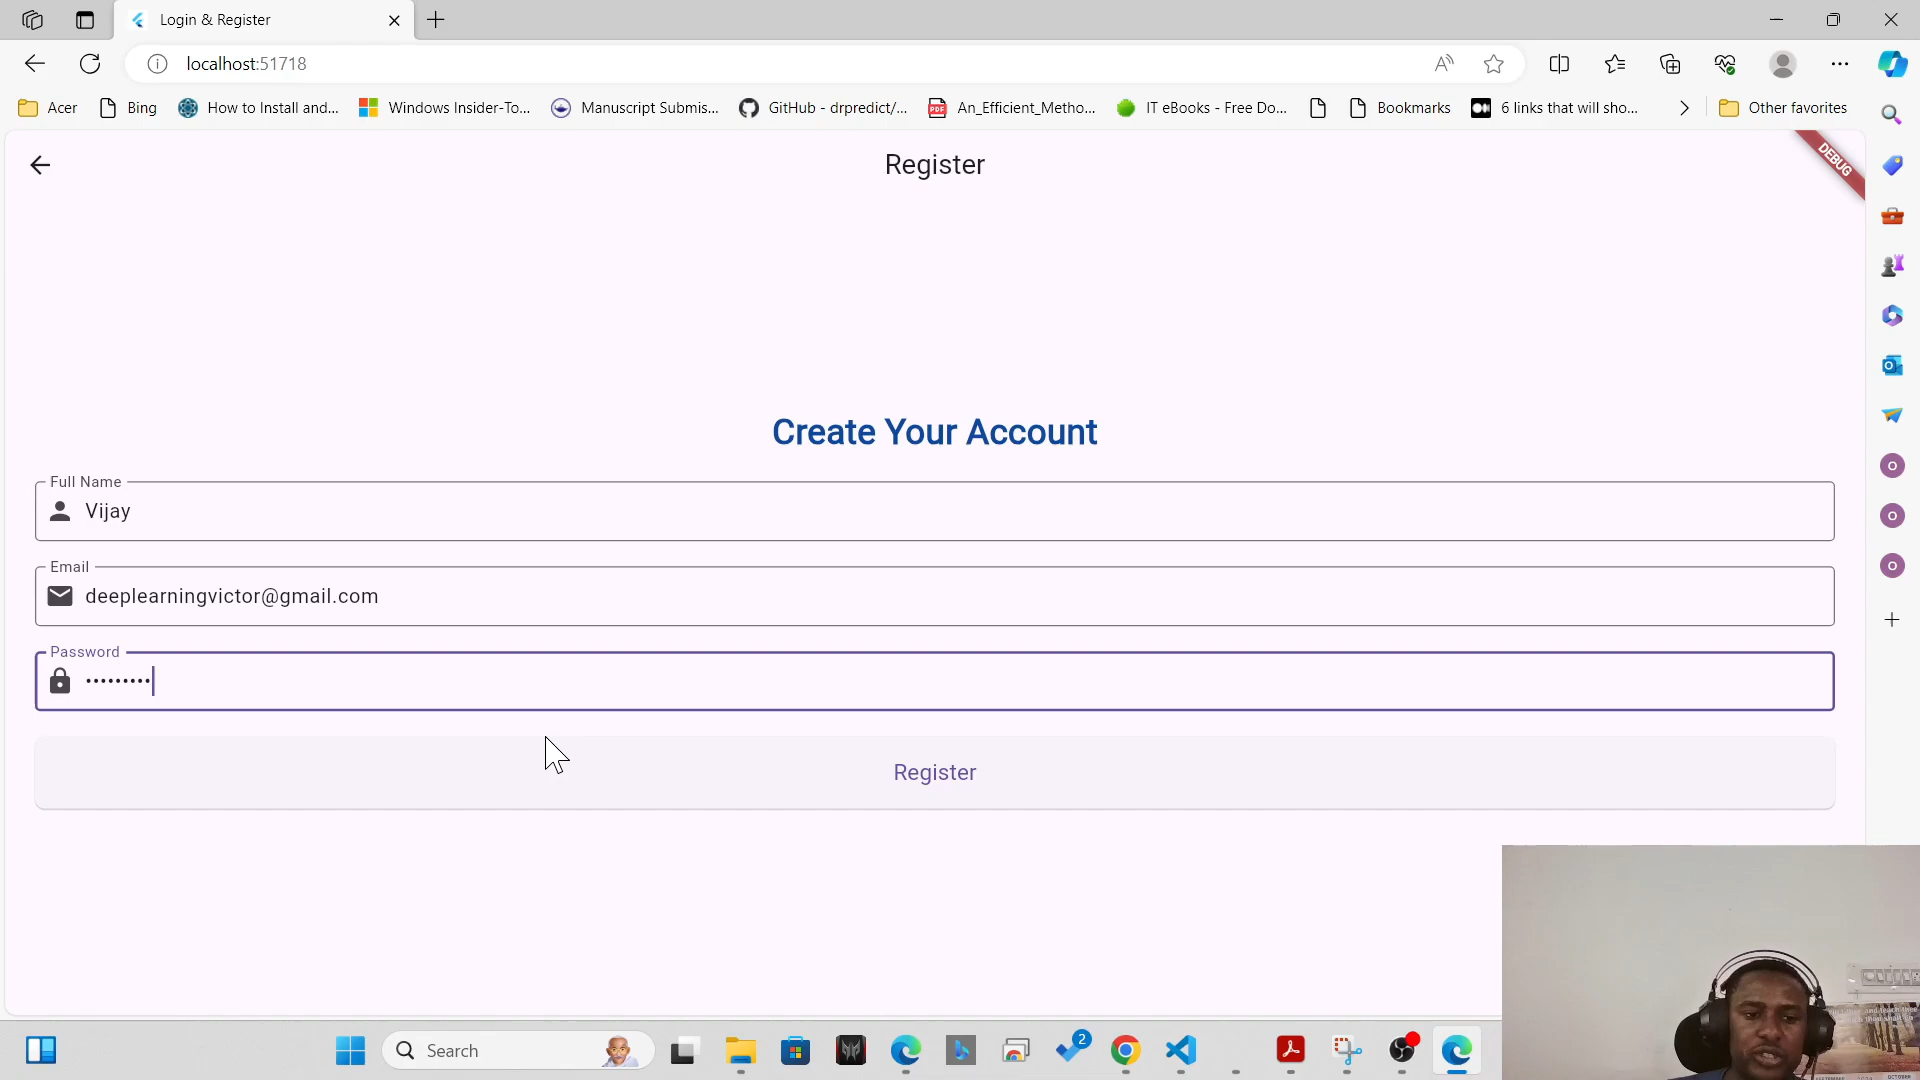 Login & Register
localhost:51718
Acer
Bing
How to Install and...
Windows Insider-To...
Manuscript Submis...
GitHub - drpredict/...
An_Efficient_Metho...
IT eBooks - Free Do...
Bookmarks
6 links that will sho...
Other favorites
Register
DEBUG
Create Your Account
Full Name
Vijay
Email
deeplearningvictor@gmail.com
Password
•••••••••
Register
O
O
O
Search
2